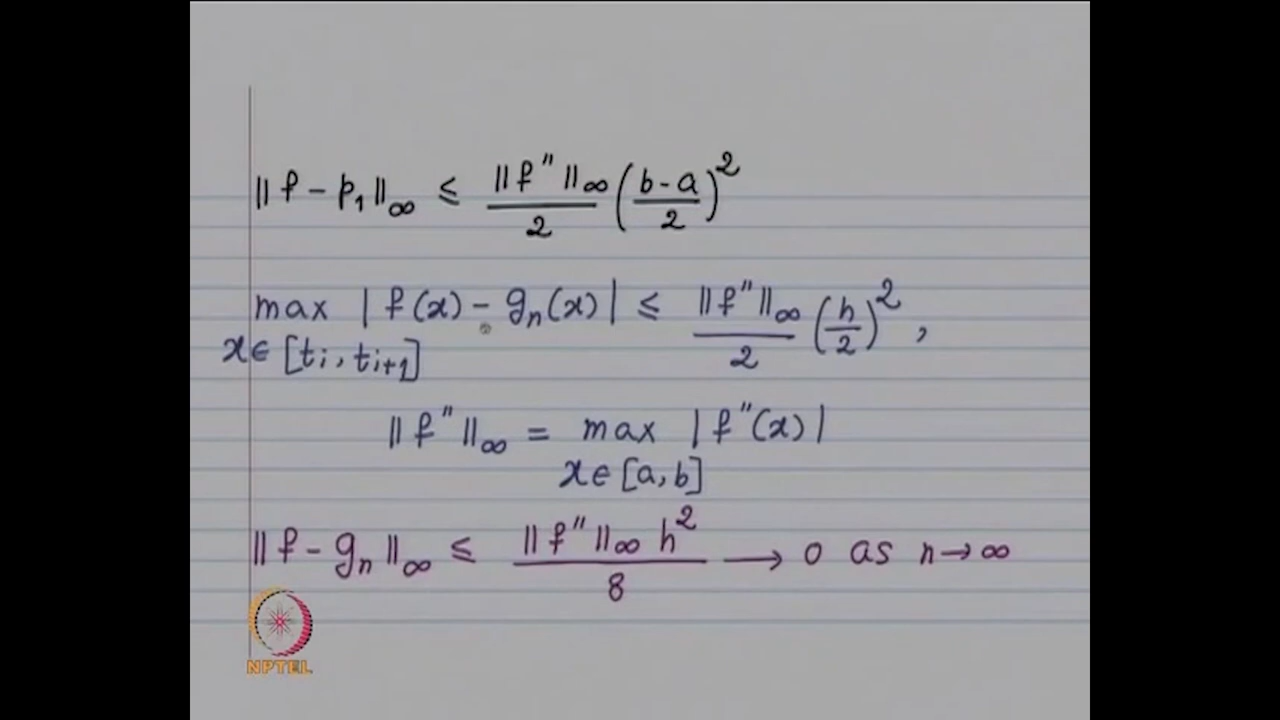 ‖f - p₁‖∞ ≤ ‖f″‖∞/2 ((b-a)/2)²
max |f(x) - gₙ(x)| ≤ ‖f″‖∞/2 (h/2)²,
x∈[tᵢ, tᵢ₊₁]
‖f″‖∞ = max |f″(x)|
x∈[a,b]
‖f - gₙ‖∞ ≤ ‖f″‖∞ h²/8 → 0 as n→∞
NPTEL